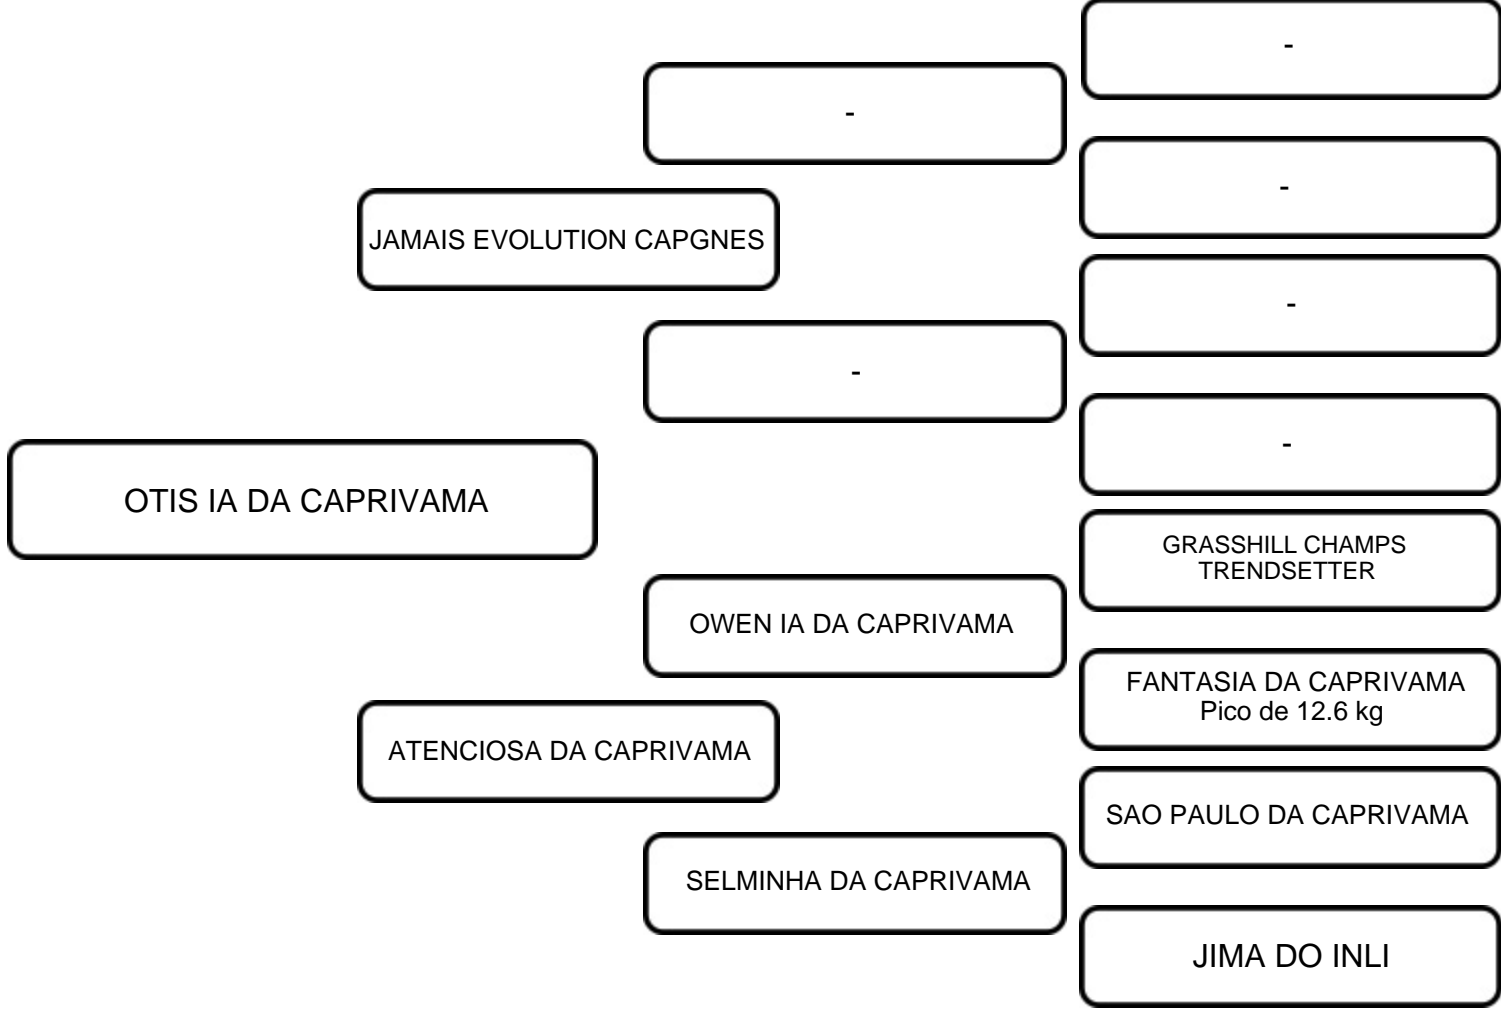 -
-
-
JAMAIS EVOLUTION CAPGNES
-
-
-
OTIS IA DA CAPRIVAMA
GRASSHILL CHAMPS
TRENDSETTER
OWEN IA DA CAPRIVAMA
FANTASIA DA CAPRIVAMA
Pico de 12.6 kg
ATENCIOSA DA CAPRIVAMA
SAO PAULO DA CAPRIVAMA
SELMINHA DA CAPRIVAMA
JIMA DO INLI